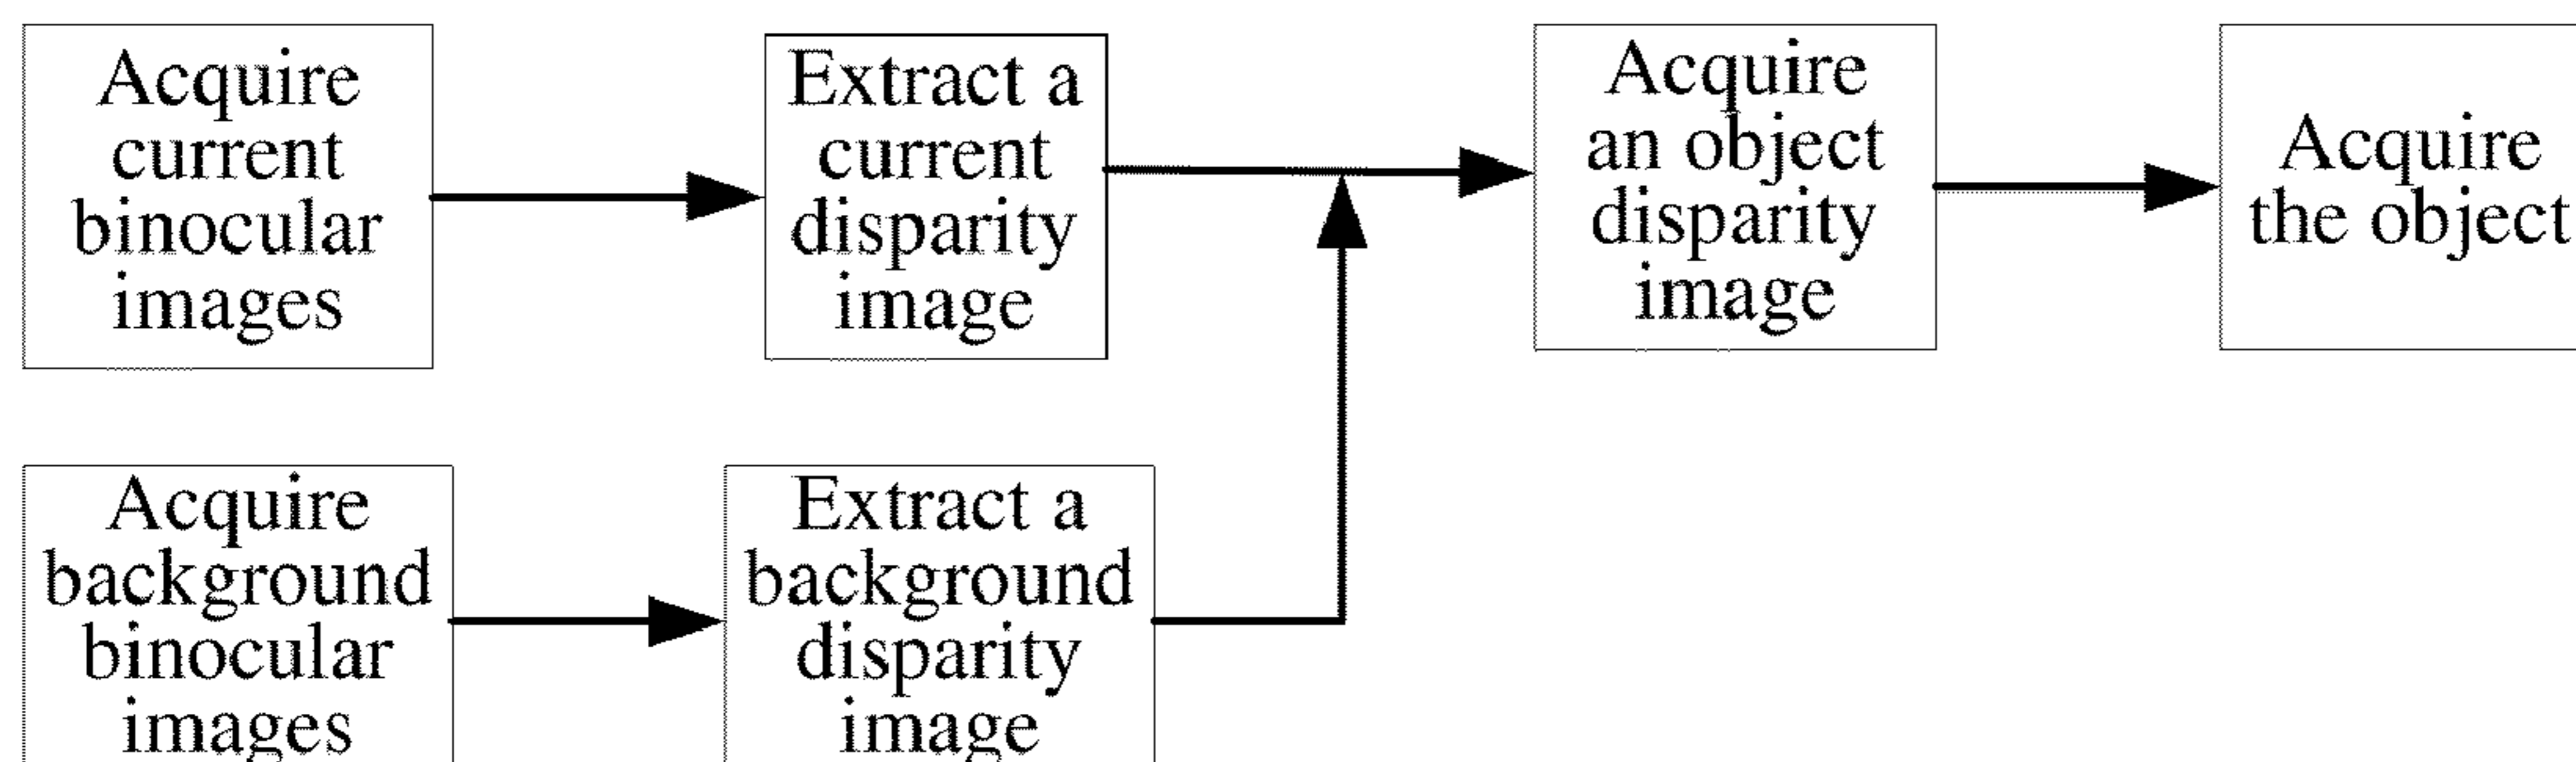 Acquire
current
binocular
images
Extract a
current
disparity
image
Acquire
an object
disparity
image
Acquire
the object
Acquire
background
binocular
images
Extract a
background
disparity
image